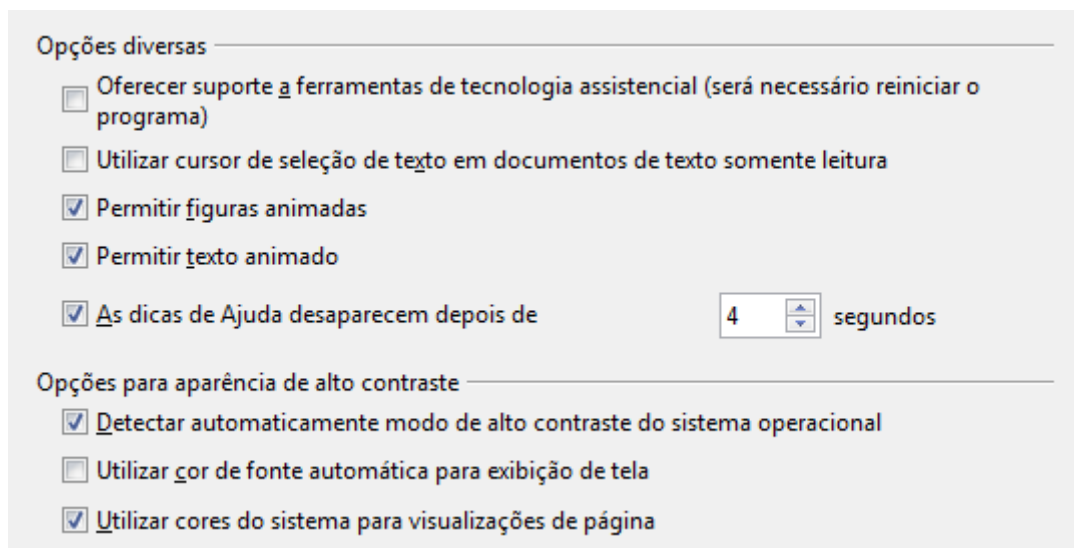 Opções diversas
Oferecer suporte a ferramentas de tecnologia assistencial (será necessário reiniciar o
programa)
Utilizar cursor de seleção de texto em documentos de texto somente leitura
Permitir figuras animadas
Permitir texto animado
As dicas de Ajuda desaparecem depois de 4 segundos
Opções para aparência de alto contraste
Detectar automaticamente modo de alto contraste do sistema operacional
Utilizar cor de fonte automática para exibição de tela
Utilizar cores do sistema para visualizações de página